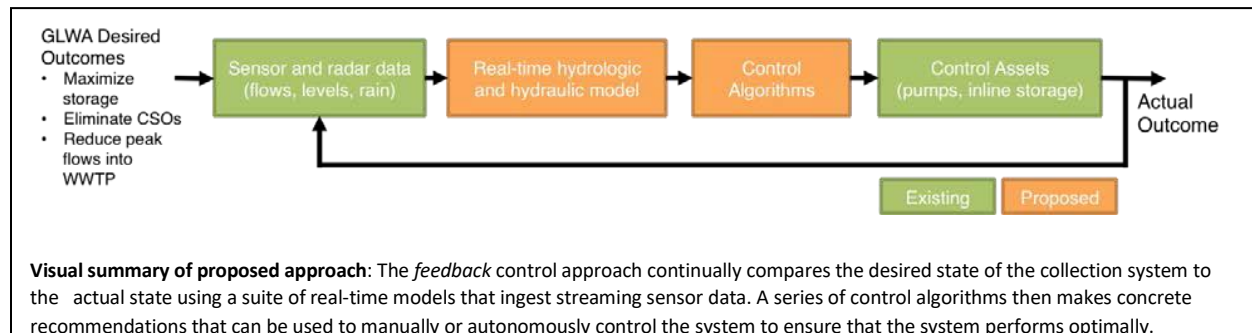 GLWA Desired
Outcomes
• Maximize
storage
• Eliminate CSOs
• Reduce peak
flows into
WWTP
Sensor and radar data
(flows, levels, rain)
Real-time hydrologic
and hydraulic model
Control
Algorithms
Control Assets
(pumps, inline storage)
Actual
Outcome
Existing
Proposed
Visual summary of proposed approach: The feedback control approach continually compares the desired state of the collection system to
the actual state using a suite of real-time models that ingest streaming sensor data. A series of control algorithms then makes concrete
recommendations that can be used to manually or autonomously control the system to ensure that the system performs optimally.